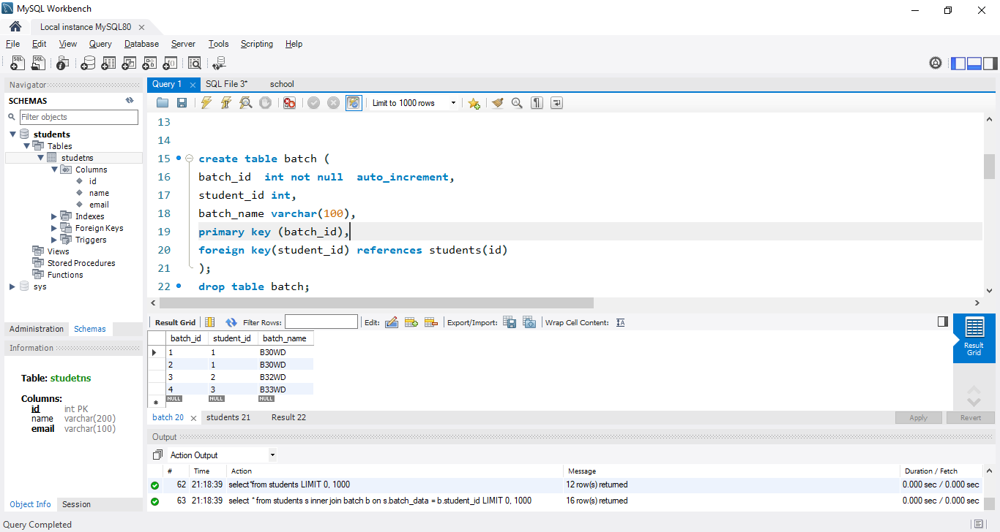 MySQL Workbench
Local instance MySQL80
File Edit View Query Database Server Tools Scripting Help
Navigator
SCHEMAS
Filter objects
students
Tables
studetns
Columns
id
name
email
Indexes
Foreign Keys
Triggers
Views
Stored Procedures
Functions
sys
Administration Schemas
Information
Table: studetns
Columns:
id int PK
name varchar(200)
email varchar(100)
Object Info Session
Query 1 SQL File 3* school
Limit to 1000 rows
13
14
15 create table batch (
16 batch_id int not null auto_increment,
17 student_id int,
18 batch_name varchar(100),
19 primary key (batch_id),
20 foreign key(student_id) references students(id)
21 );
22 drop table batch;
Result Grid Filter Rows: Edit: Export/Import: Wrap Cell Content:
batch_id student_id batch_name
1 1 B30WD
2 1 B30WD
3 2 B32WD
4 3 B33WD
NULL NULL NULL
Result
Grid
batch 20 students 21 Result 22
Apply Revert
Output
Action Output
# Time Action Message Duration / Fetch
62 21:18:39 select*from students LIMIT 0, 1000 12 row(s) returned 0.000 sec / 0.000 sec
63 21:18:39 select * from students s inner join batch b on s.batch_data = b.student_id LIMIT 0, 1000 16 row(s) returned 0.000 sec / 0.000 sec
Query Completed